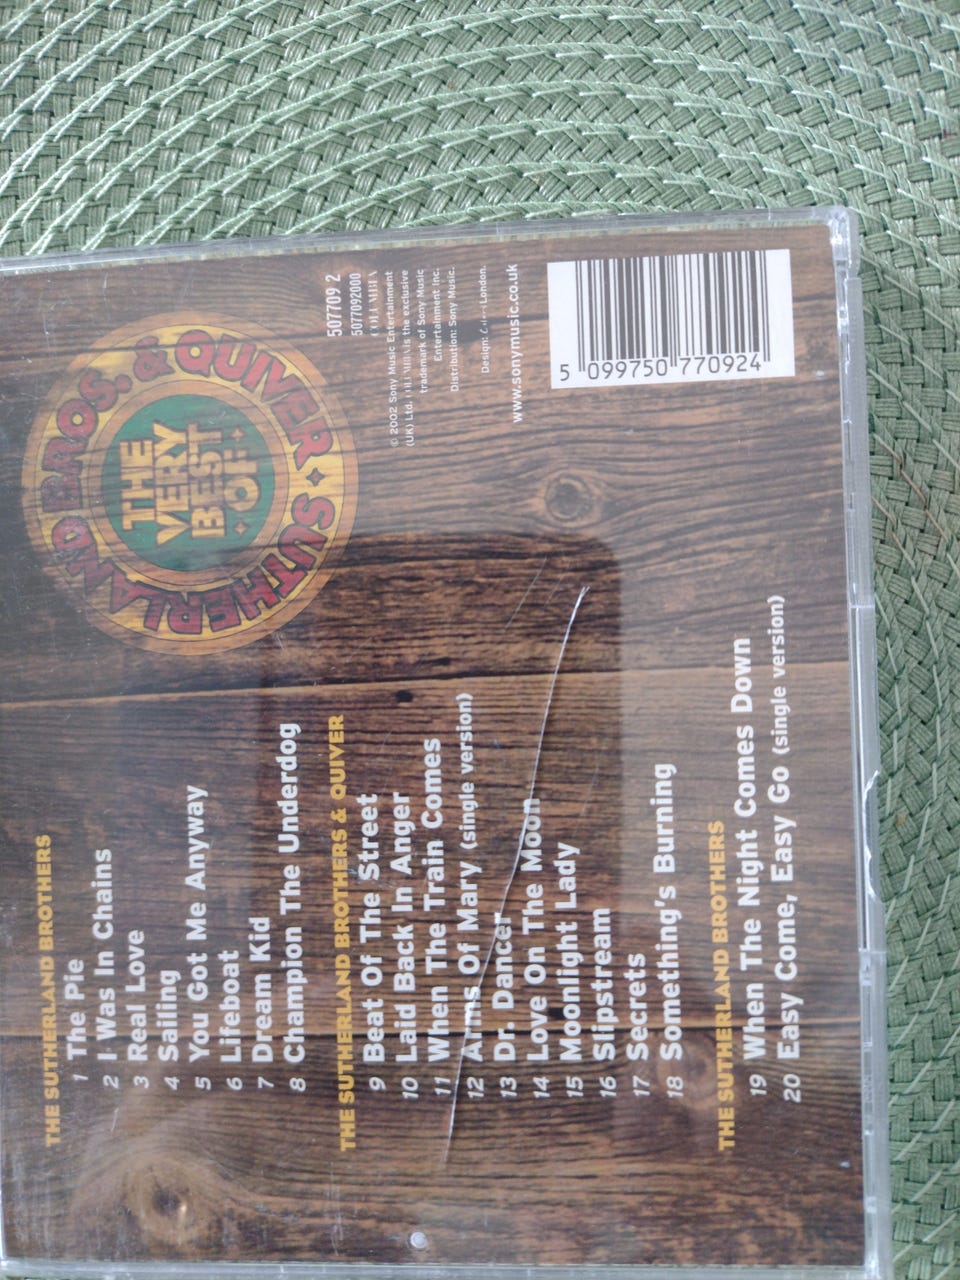 THE SUTHERLAND BROTHERS
1 The Pie
2 I Was In Chains
3 Real Love
4 Sailing
5 You Got Me Anyway
6 Lifeboat
7 Dream Kid
8 Champion The Underdog
THE SUTHERLAND BROTHERS & QUIVER
9 Beat Of The Street
10 Laid Back In Anger
11 When The Train Comes
12 Arms Of Mary (single version)
13 Dr. Dancer
14 Love On The Moon
15 Moonlight Lady
16 Slipstream
17 Secrets
18 Something's Burning
THE SUTHERLAND BROTHERS
19 When The Night Comes Down
20 Easy Come, Easy Go (single version)
SUTHERLAND BROS. & QUIVER
THE
VERY
BEST
OF
507709 2
5077092000
COLUMBIA
© 2002 Sony Music Entertainment
(UK) Ltd. COLUMBIA is the exclusive
trademark of Sony Music
Entertainment Inc.
Distribution: Sony Music.
Design: London.
www.sonymusic.co.uk
5 099750 770924